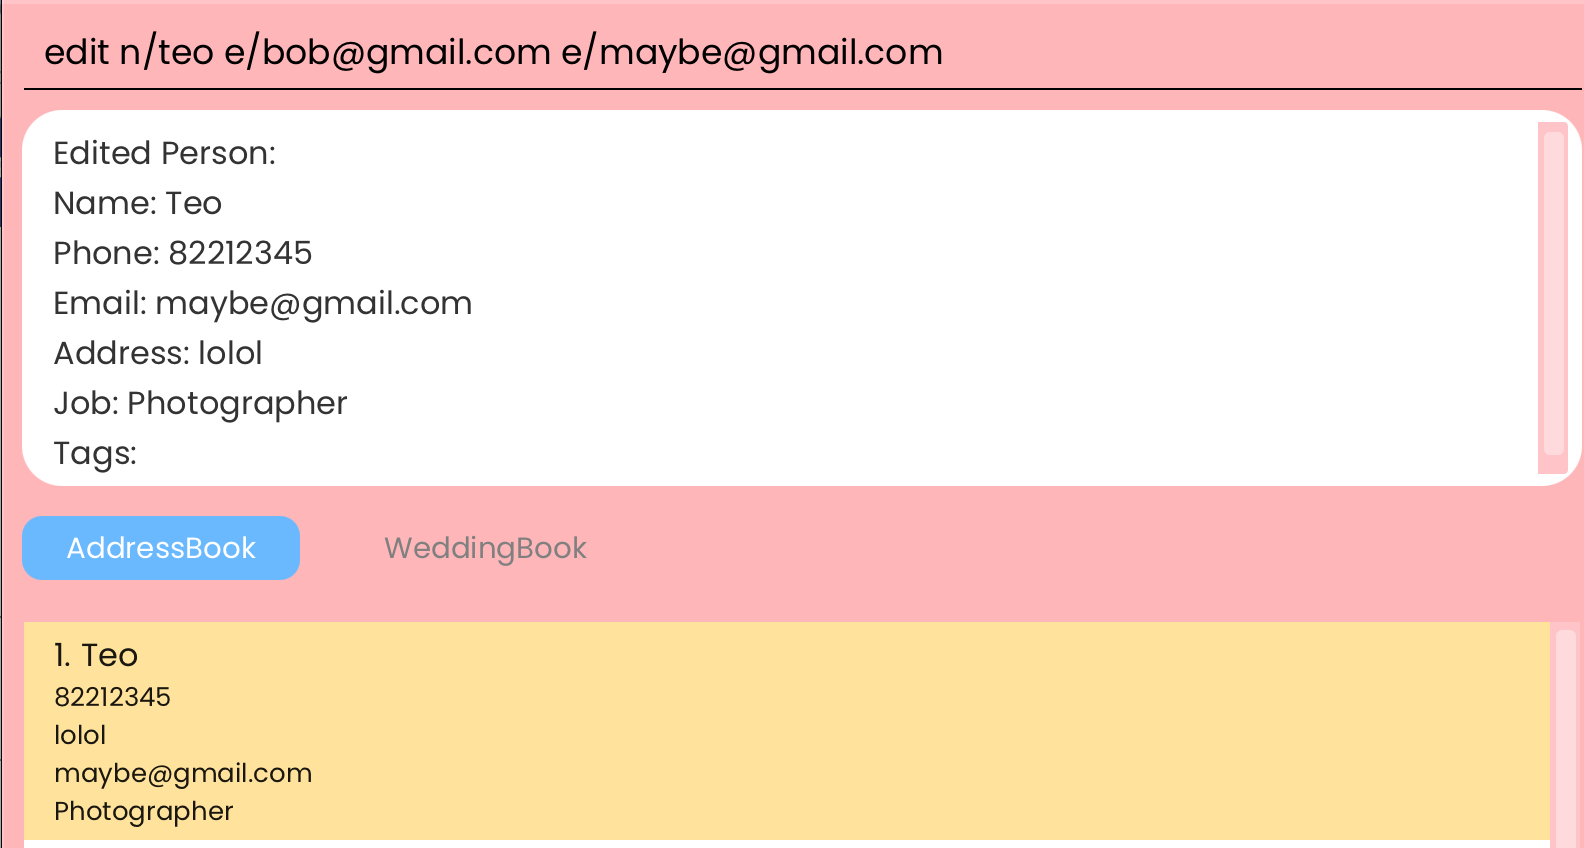 edit n/teo e/bob@gmail.com e/maybe@gmail.com
Edited Person:
Name: Teo
Phone: 82212345
Email: maybe@gmail.com
Address: lolol
Job: Photographer
Tags:
AddressBook WeddingBook
1. Teo
82212345
lolol
maybe@gmail.com
Photographer